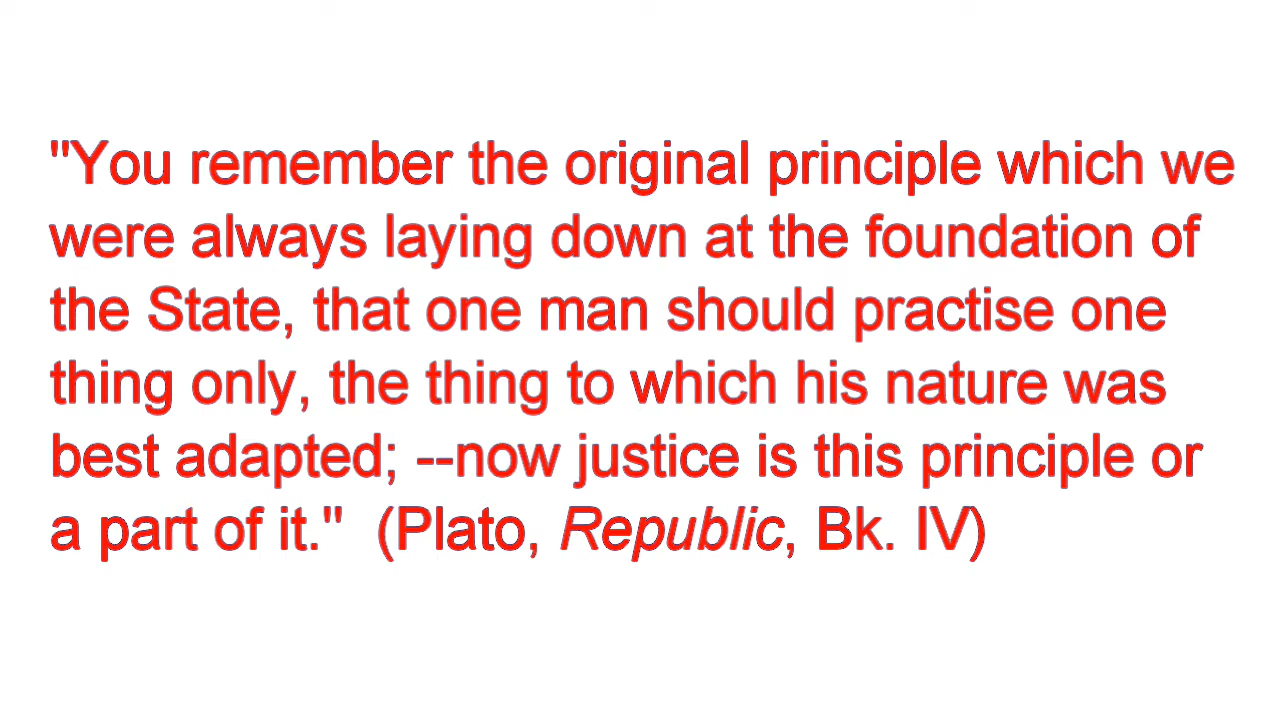 "You remember the original principle which we
were always laying down at the foundation of
the State, that one man should practise one
thing only, the thing to which his nature was
best adapted; --now justice is this principle or
a part of it."  (Plato, Republic, Bk. IV)